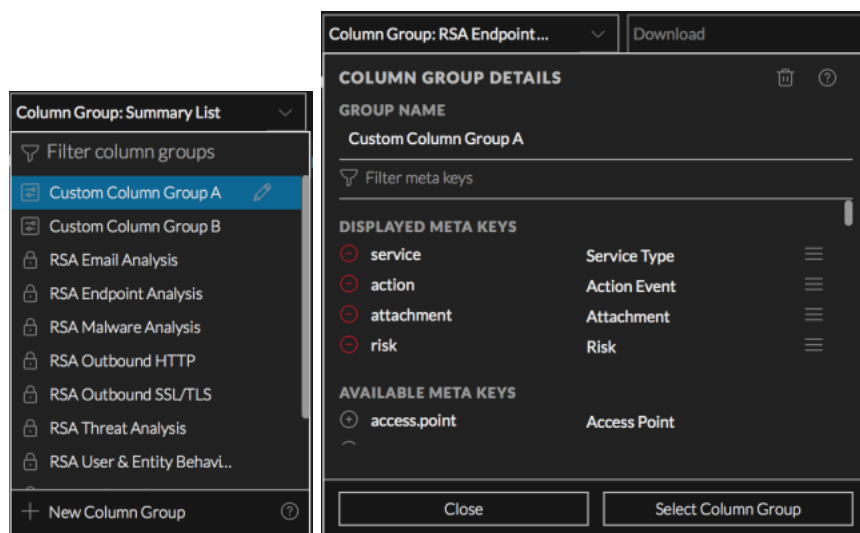 Column Group: Summary List
Filter column groups
Custom Column Group A
Custom Column Group B
RSA Email Analysis
RSA Endpoint Analysis
RSA Malware Analysis
RSA Outbound HTTP
RSA Outbound SSL/TLS
RSA Threat Analysis
RSA User & Entity Behavi...
New Column Group
Column Group: RSA Endpoint... Download
COLUMN GROUP DETAILS
GROUP NAME
Custom Column Group A
Filter meta keys
DISPLAYED META KEYS
service Service Type
action Action Event
attachment Attachment
risk Risk
AVAILABLE META KEYS
access.point Access Point
Close Select Column Group